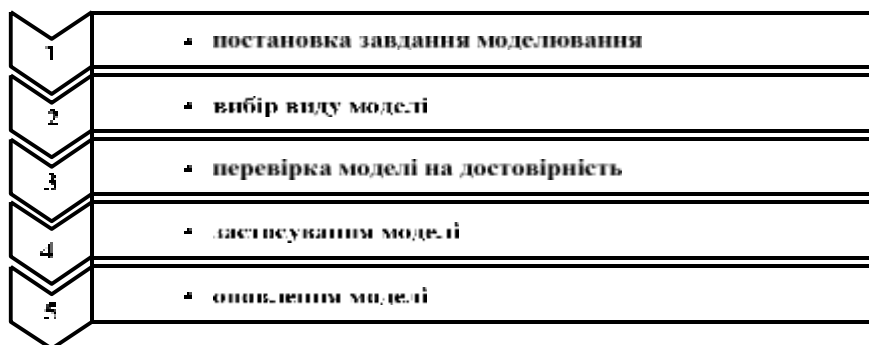 1 ▪ постановка завдання моделювання
2 ▪ вибір виду моделі
3 ▪ перевірка моделі на достовірність
4 ▪ застосування моделі
5 ▪ оновлення моделі